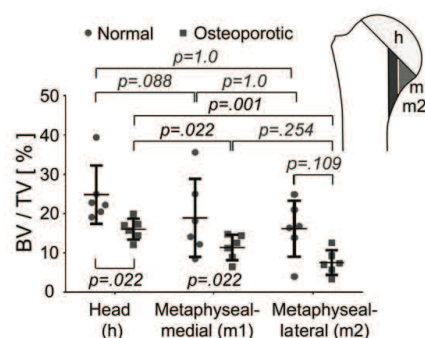 Normal Osteoporotic
h
m
m2
p=1.0
p=.088 p=1.0
p=.001
p=.022 p=.254
p=.109
BV / TV [ % ]
50
40
30
20
10
0
p=.022 p=.022
Head
(h)
Metaphyseal-
medial (m1)
Metaphyseal-
lateral (m2)